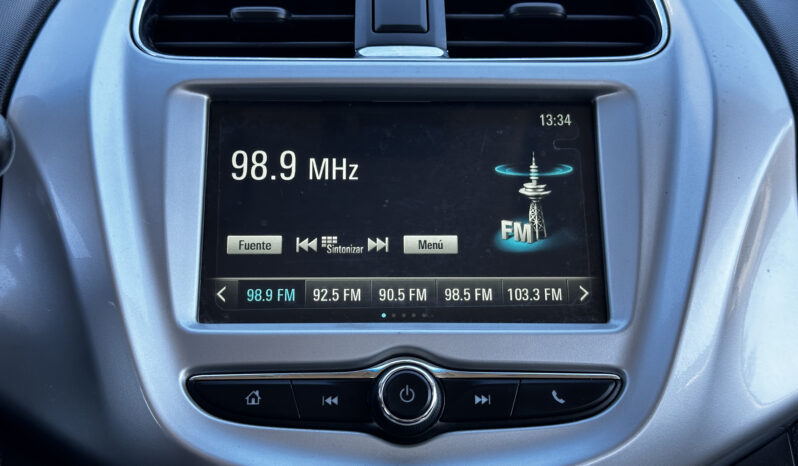 13:34
98.9 MHz
FM
Fuente Sintonizar Menú
98.9 FM 92.5 FM 90.5 FM 98.5 FM 103.3 FM